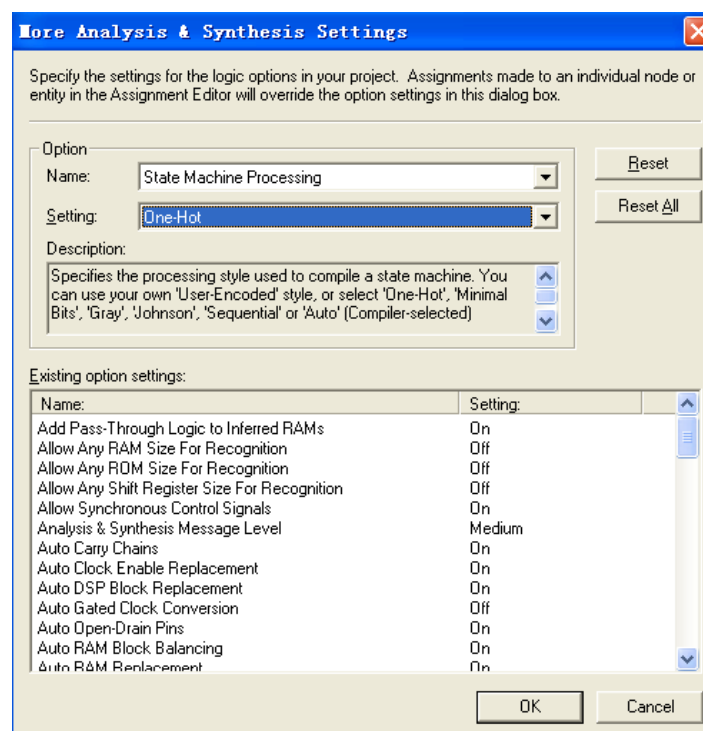 More Analysis & Synthesis Settings
Specify the settings for the logic options in your project. Assignments made to an individual node or
entity in the Assignment Editor will override the option settings in this dialog box.
Option
Name: State Machine Processing
Reset
Setting: One-Hot
Reset All
Description:
Specifies the processing style used to compile a state machine. You
can use your own 'User-Encoded' style, or select 'One-Hot', 'Minimal
Bits', 'Gray', 'Johnson', 'Sequential' or 'Auto' (Compiler-selected)
Existing option settings:
Name: Setting:
Add Pass-Through Logic to Inferred RAMs On
Allow Any RAM Size For Recognition Off
Allow Any ROM Size For Recognition Off
Allow Any Shift Register Size For Recognition Off
Allow Synchronous Control Signals On
Analysis & Synthesis Message Level Medium
Auto Carry Chains On
Auto Clock Enable Replacement On
Auto DSP Block Replacement On
Auto Gated Clock Conversion Off
Auto Open-Drain Pins On
Auto RAM Block Balancing On
Auto RAM Replacement On
OK Cancel